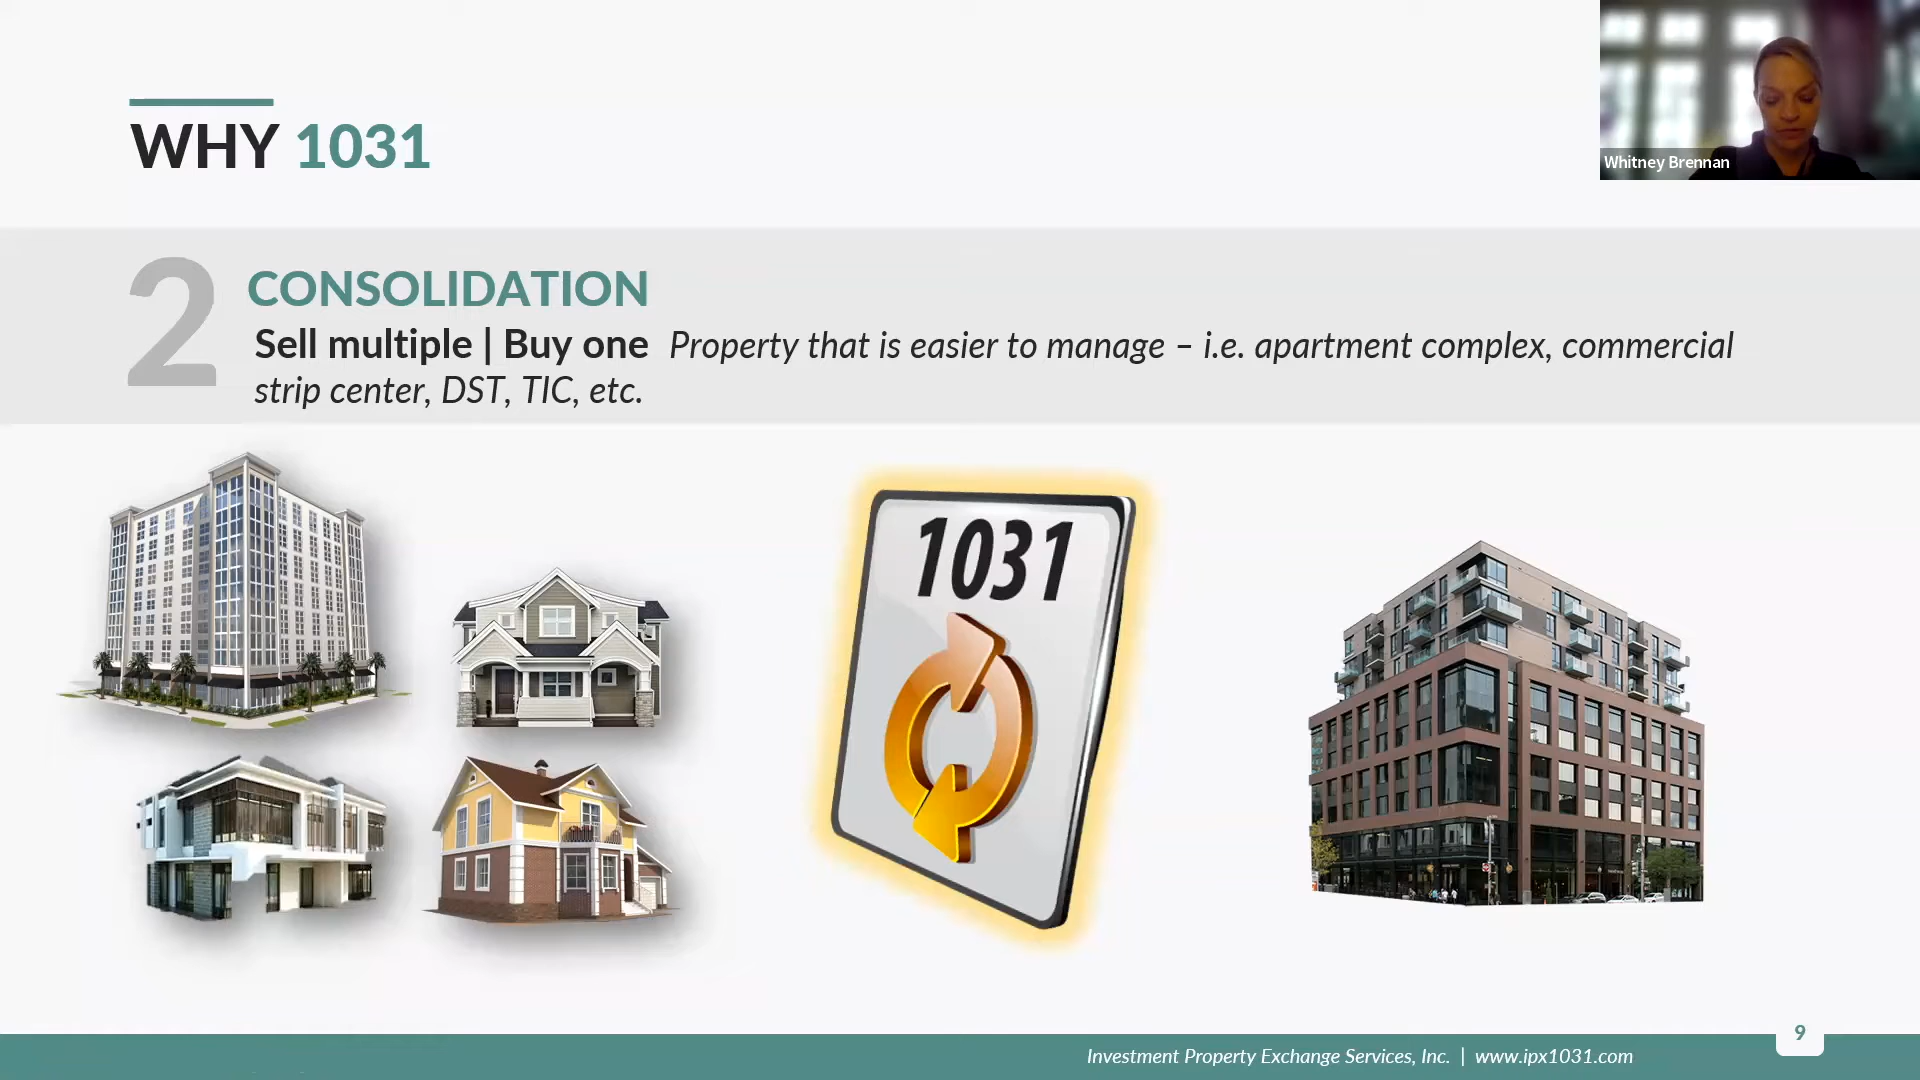 WHY 1031
Whitney Brennan
2
CONSOLIDATION
Sell multiple | Buy one Property that is easier to manage – i.e. apartment complex, commercial
strip center, DST, TIC, etc.
1031
9
Investment Property Exchange Services, Inc. | www.ipx1031.com